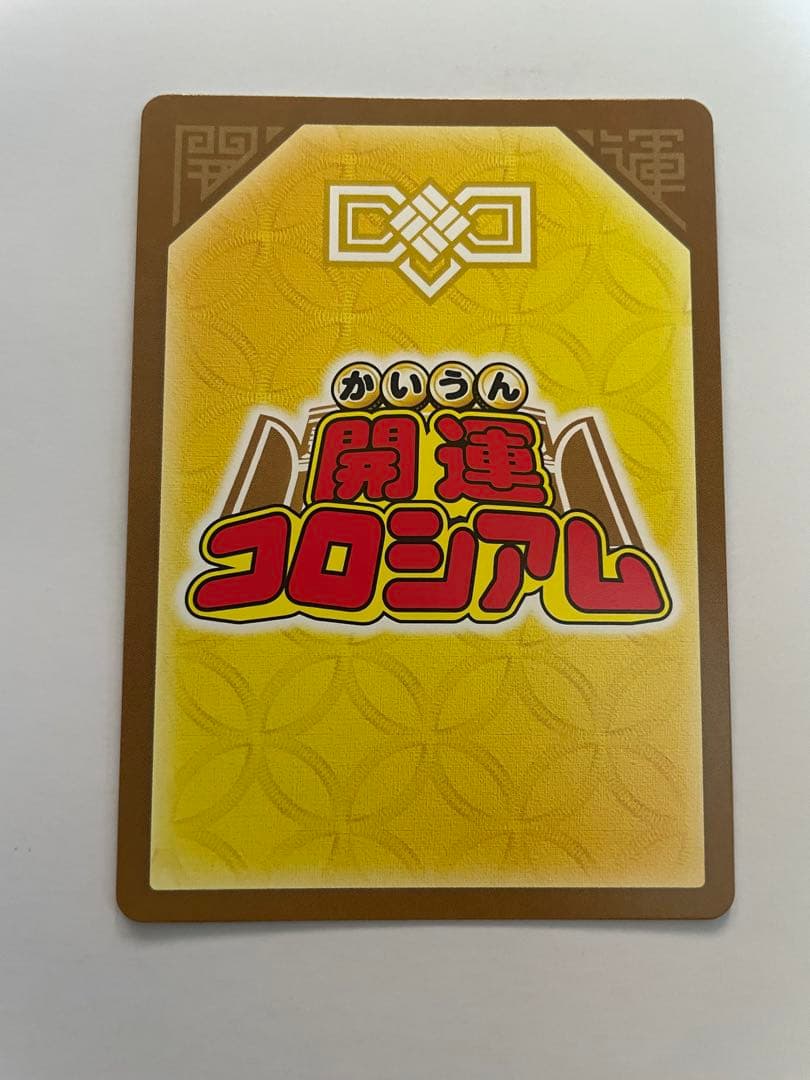 開 運
かいうん
開運
コロシアム